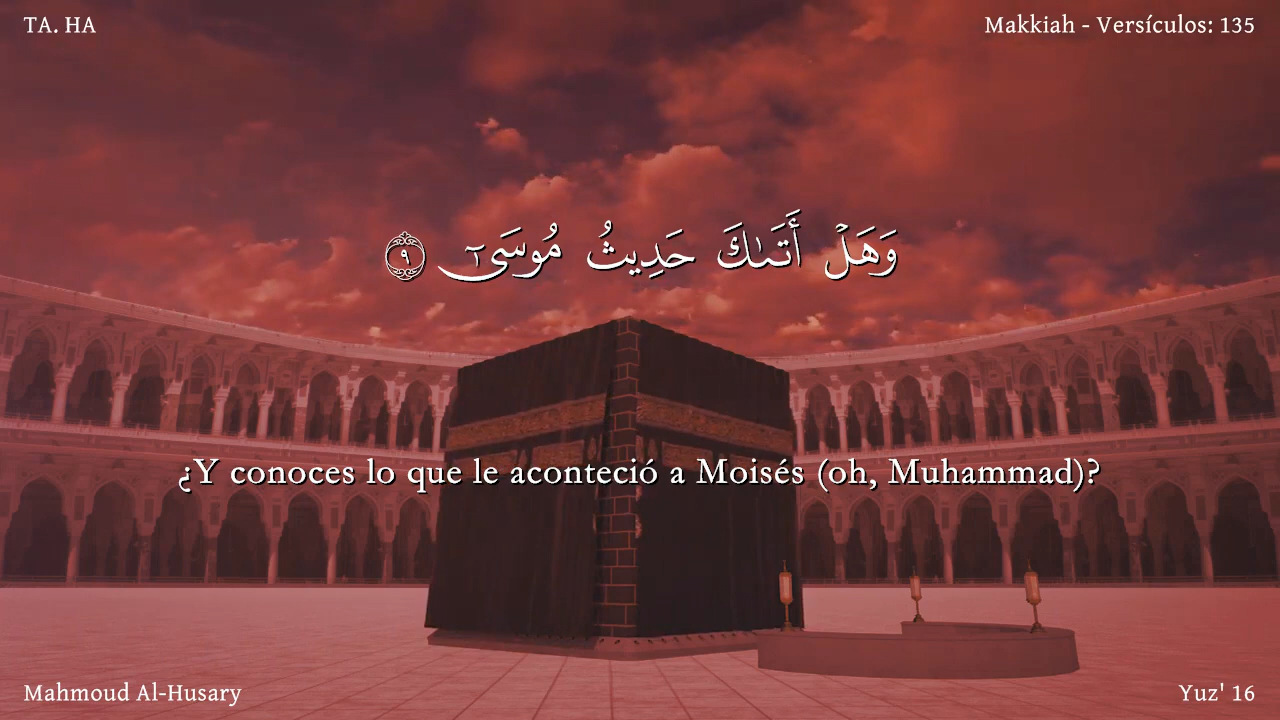 TA. HA
Makkiah - Versículos: 135
وَهَلۡ أَتَىٰكَ حَدِيثُ مُوسَىٰٓ ٩
¿Y conoces lo que le aconteció a Moisés (oh, Muhammad)?
Mahmoud Al-Husary
Yuz' 16